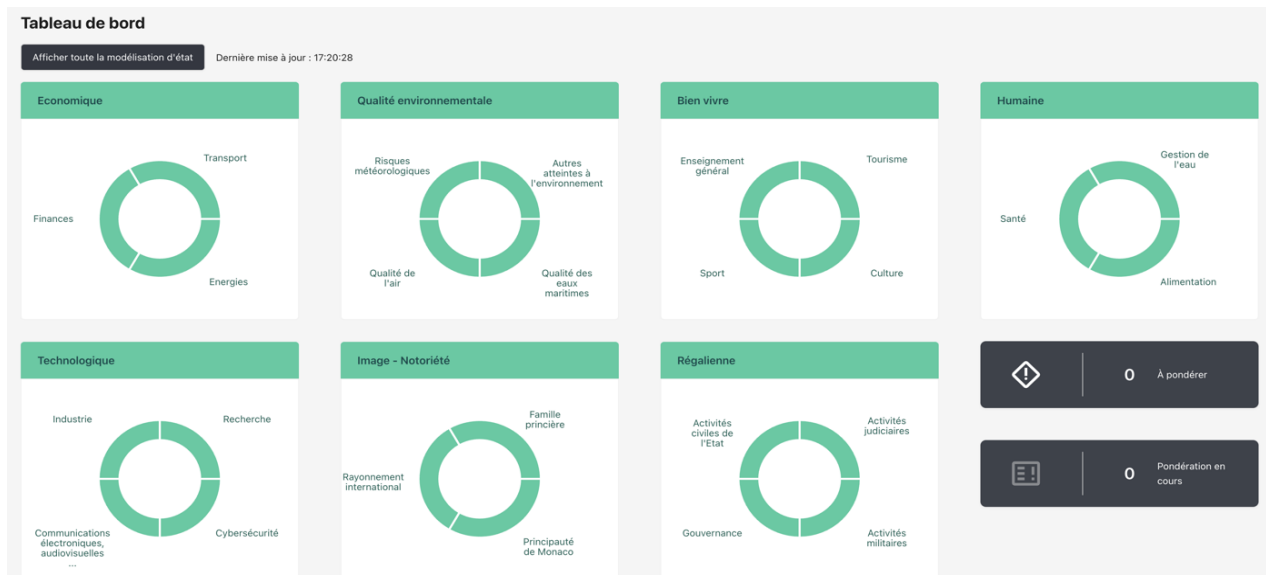 Tableau de bord
Afficher toute la modélisation d'état
Dernière mise à jour : 17:20:28
Economique
Transport
Finances
Energies
Qualité environnementale
Risques
météorologiques
Autres
atteintes à
l'environnement
Qualité de
l'air
Qualité des
eaux
maritimes
Bien vivre
Enseignement
général
Tourisme
Sport
Culture
Humaine
Gestion de
l'eau
Santé
Alimentation
Technologique
Industrie
Recherche
Communications
électroniques,
audiovisuelles
...
Cybersécurité
Image - Notoriété
Famille
princière
Rayonnement
international
Principauté
de Monaco
Régalienne
Activités
civiles de
l'Etat
Activités
judiciaires
Gouvernance
Activités
militaires
0 À pondérer
0 Pondération en
cours